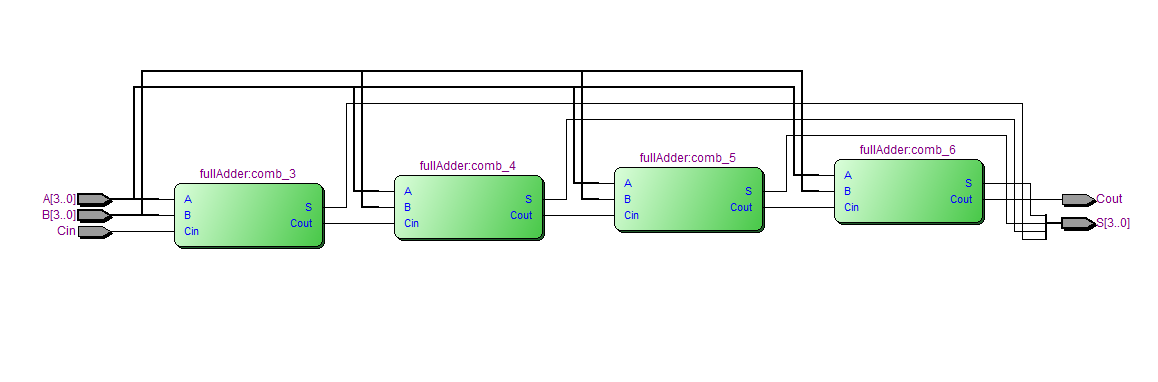 fullAdder:comb_3
A[3..0]
B[3..0]
Cin
A
B
Cin
S
Cout
fullAdder:comb_4
A
B
Cin
S
Cout
fullAdder:comb_5
A
B
Cin
S
Cout
fullAdder:comb_6
A
B
Cin
S
Cout
Cout
S[3..0]